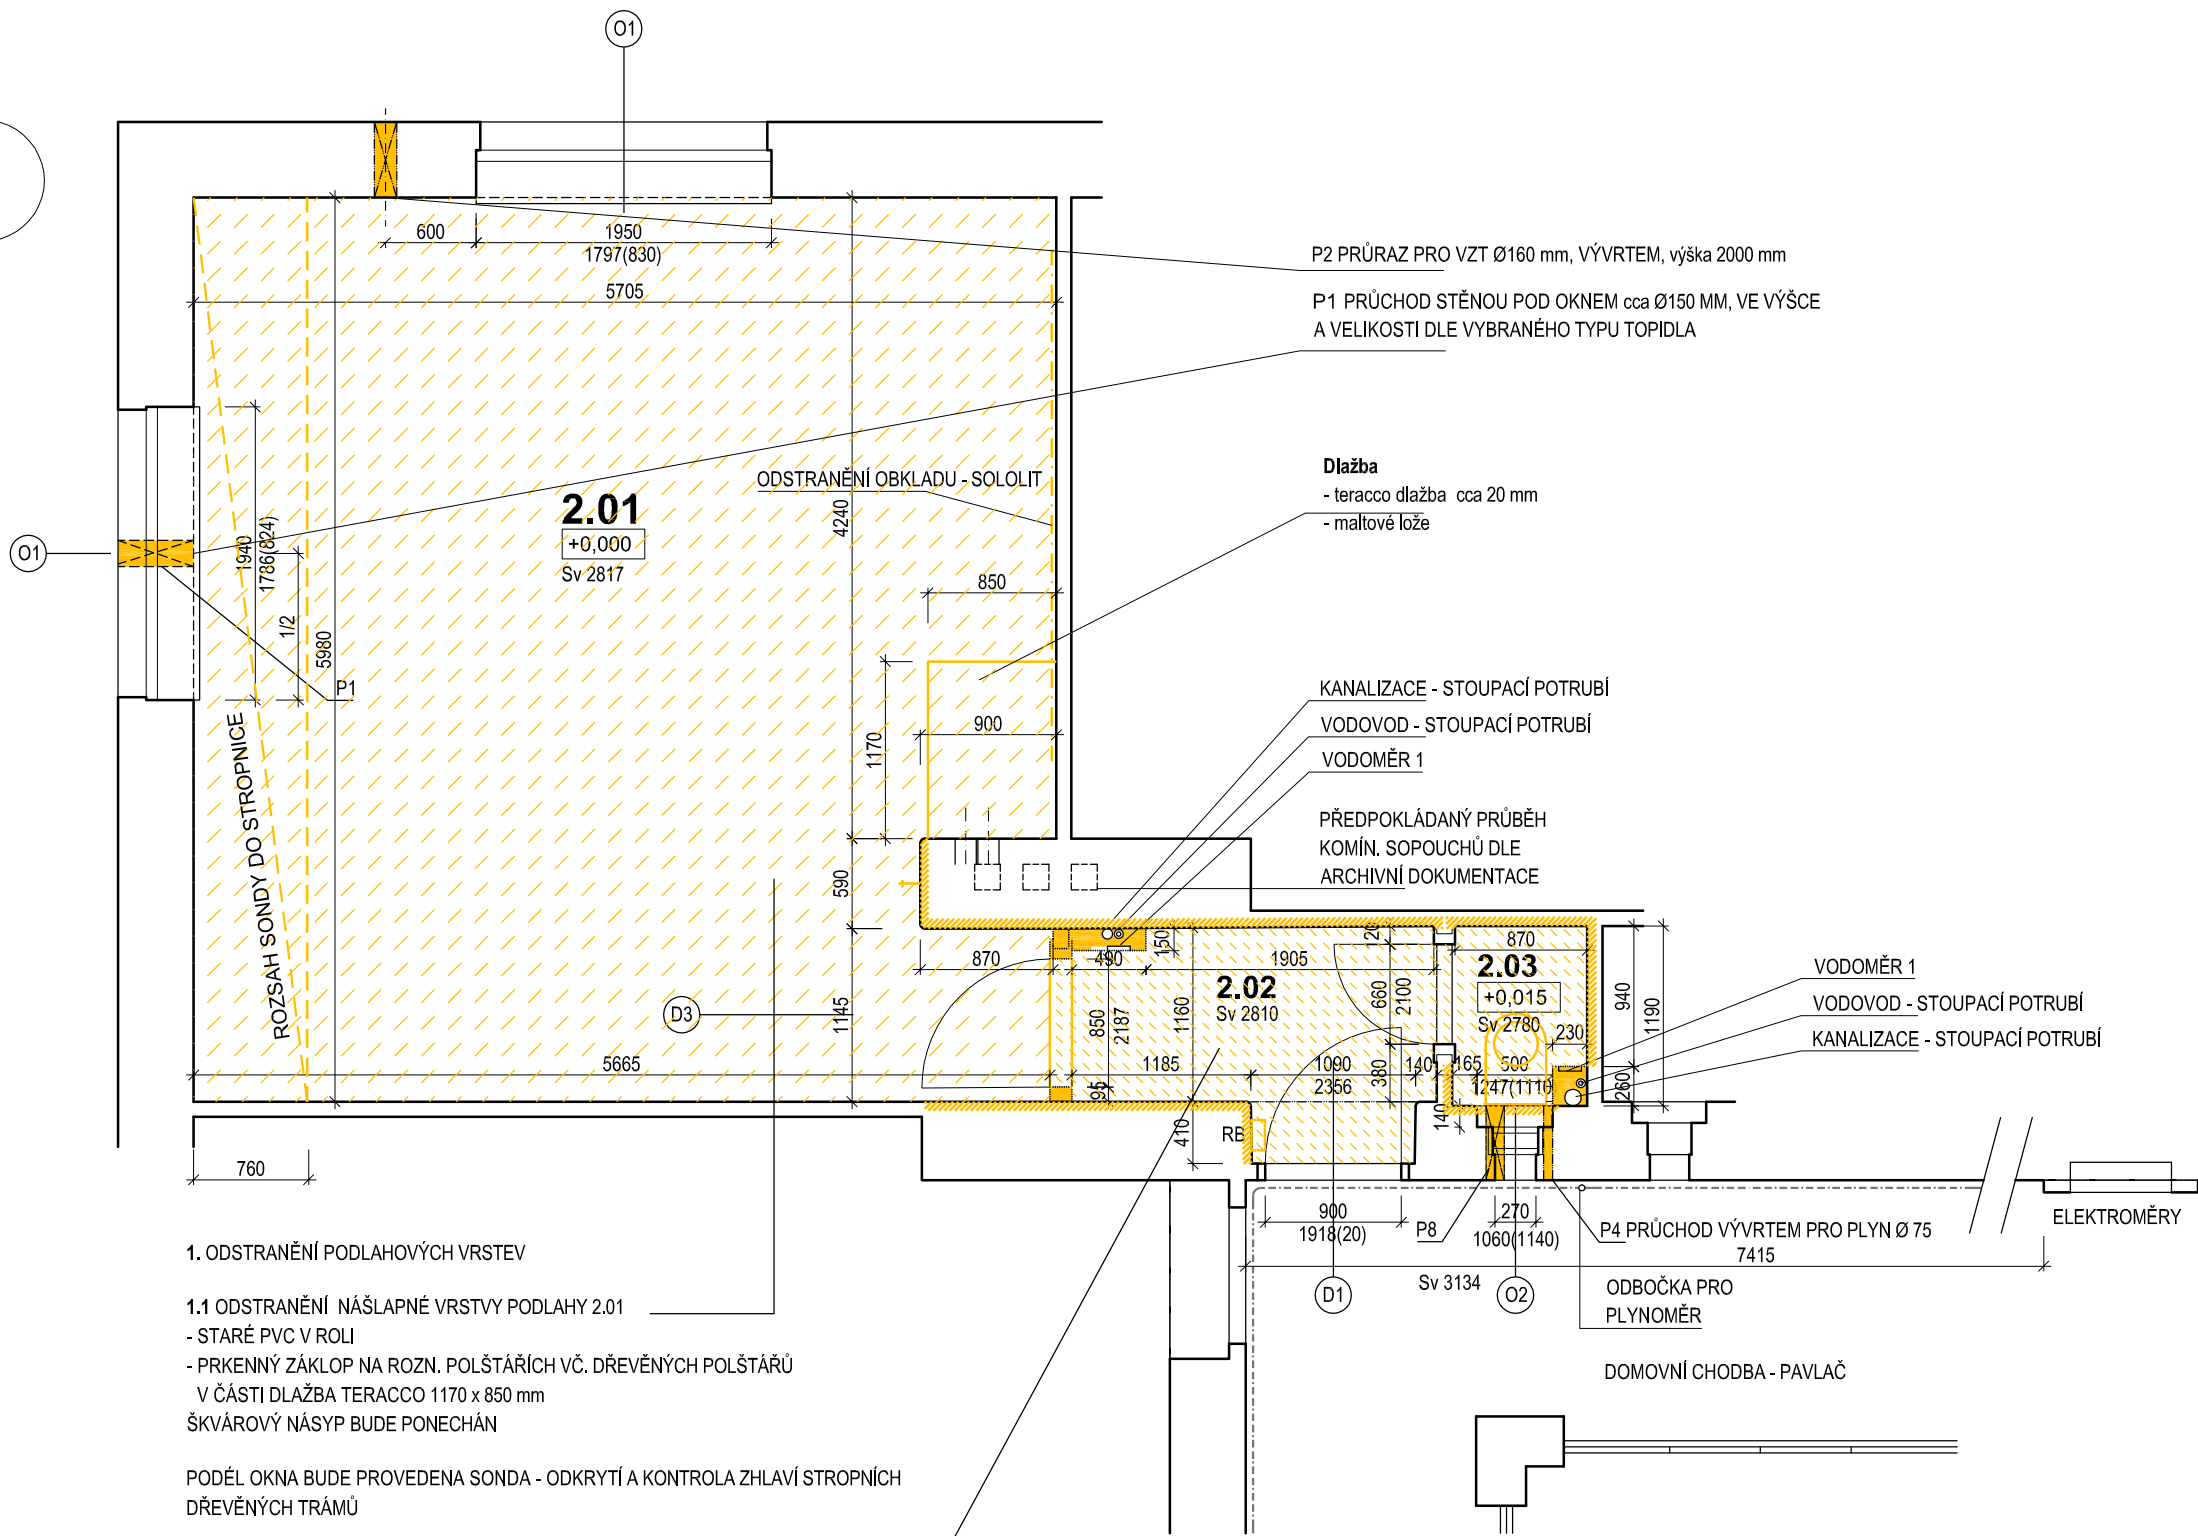 O1
600
1950
1797(830)
5705
P2 PRŮRAZ PRO VZT Ø160 mm, VÝVRTEM, výška 2000 mm
P1 PRŮCHOD STĚNOU POD OKNEM cca Ø150 MM, VE VÝŠCE
A VELIKOSTI DLE VYBRANÉHO TYPU TOPIDLA
ODSTRANĚNÍ OBKLADU - SOLOLIT
Dlažba
- teracco dlažba cca 20 mm
- maltové lože
2.01
+0,000
Sv 2817
4240
O1
1940
1786(824)
1/2
5980
P1
850
900
1170
KANALIZACE - STOUPACÍ POTRUBÍ
VODOVOD - STOUPACÍ POTRUBÍ
VODOMĚR 1
PŘEDPOKLÁDANÝ PRŮBĚH
KOMÍN. SOPOUCHŮ DLE
ARCHIVNÍ DOKUMENTACE
ROZSAH SONDY DO STROPNICE
590
870
490
150
1905
120
870
2.02
Sv 2810
2.03
+0,015
Sv 2780
230
940
1190
VODOMĚR 1
VODOVOD - STOUPACÍ POTRUBÍ
KANALIZACE - STOUPACÍ POTRUBÍ
D3
1145
850
2187
1160
660
2100
5665
95
1185
1090
2356
380
140
165
500
1247(1110)
260
410
RB
140
760
900
1918(20)
P8
270
1060(1140)
P4 PRŮCHOD VÝVRTEM PRO PLYN Ø 75
7415
ELEKTROMĚRY
Sv 3134
D1
O2
ODBOČKA PRO
PLYNOMĚR
DOMOVNÍ CHODBA - PAVLAČ
1. ODSTRANĚNÍ PODLAHOVÝCH VRSTEV
1.1 ODSTRANĚNÍ NÁŠLAPNÉ VRSTVY PODLAHY 2.01
- STARÉ PVC V ROLI
- PRKENNÝ ZÁKLOP NA ROZN. POLŠTÁŘÍCH VČ. DŘEVĚNÝCH POLŠTÁŘŮ
V ČÁSTI DLAŽBA TERACCO 1170 x 850 mm
ŠKVÁROVÝ NÁSYP BUDE PONECHÁN
PODÉL OKNA BUDE PROVEDENA SONDA - ODKRYTÍ A KONTROLA ZHLAVÍ STROPNÍCH
DŘEVĚNÝCH TRÁMŮ